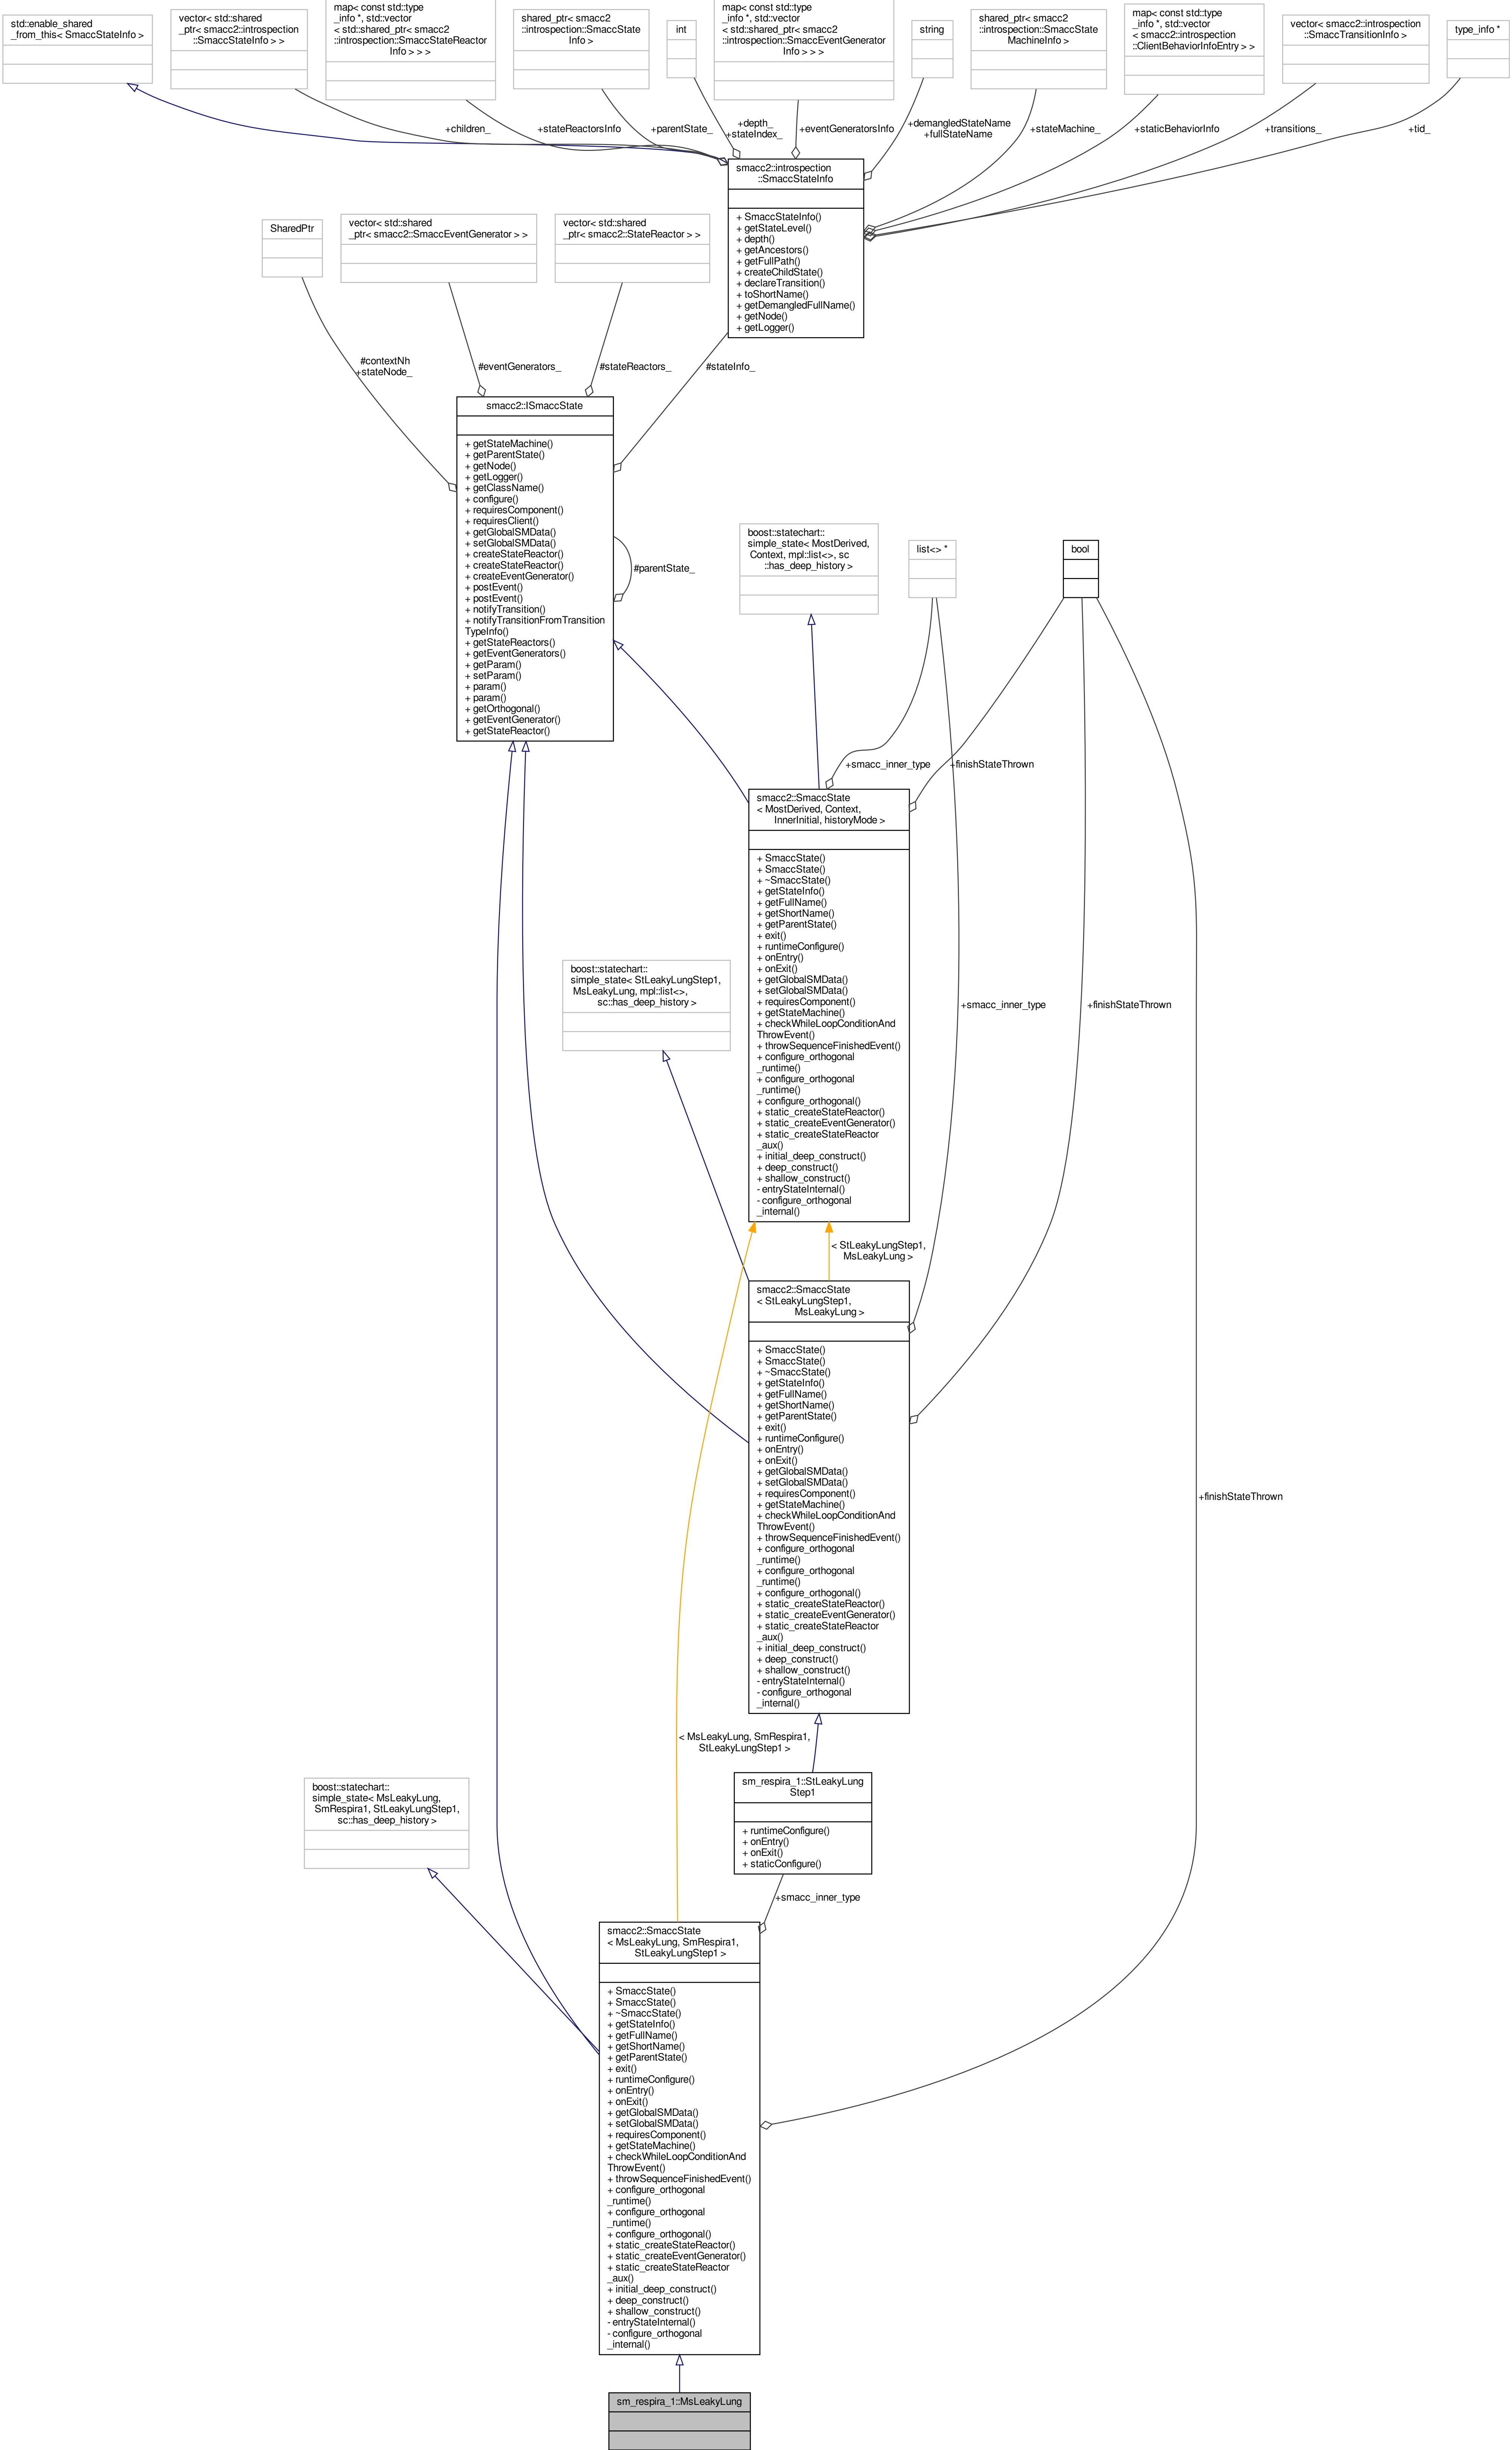 std::enable_shared
_from_this< SmaccStateInfo >
vector< std::shared
_ptr< smacc2::introspection
::SmaccStateInfo > >
map< const std::type
_info *, std::vector
< std::shared_ptr< smacc2
::introspection::SmaccStateReactor
Info > > >
shared_ptr< smacc2
::introspection::SmaccState
Info >
int
map< const std::type
_info *, std::vector
< std::shared_ptr< smacc2
::introspection::SmaccEventGenerator
Info > > >
string
shared_ptr< smacc2
::introspection::SmaccState
MachineInfo >
map< const std::type
_info *, std::vector
< smacc2::introspection
::ClientBehaviorInfoEntry > >
vector< smacc2::introspection
::SmaccTransitionInfo >
type_info *
+children_
+stateReactorsInfo
+parentState_
+depth_
+stateIndex_
+eventGeneratorsInfo
+demangledStateName
+fullStateName
+stateMachine_
+staticBehaviorInfo
+transitions_
+tid_
smacc2::introspection
::SmaccStateInfo
+ SmaccStateInfo()
+ getStateLevel()
+ depth()
+ getAncestors()
+ getFullPath()
+ createChildState()
+ declareTransition()
+ toShortName()
+ getDemangledFullName()
+ getNode()
+ getLogger()
SharedPtr
vector< std::shared
_ptr< smacc2::SmaccEventGenerator > >
vector< std::shared
_ptr< smacc2::StateReactor > >
#contextNh
+stateNode_
#eventGenerators_
#stateReactors_
#stateInfo_
smacc2::ISmaccState
+ getStateMachine()
+ getParentState()
+ getNode()
+ getLogger()
+ getClassName()
+ configure()
+ requiresComponent()
+ requiresClient()
+ getGlobalSMData()
+ setGlobalSMData()
+ createStateReactor()
+ createStateReactor()
+ createEventGenerator()
+ postEvent()
+ postEvent()
+ notifyTransition()
+ notifyTransitionFromTransition
TypeInfo()
+ getStateReactors()
+ getEventGenerators()
+ getParam()
+ setParam()
+ param()
+ param()
+ getOrthogonal()
+ getEventGenerator()
+ getStateReactor()
#parentState_
boost::statechart::
simple_state< MostDerived,
Context, mpl::list<>, sc
::has_deep_history >
list<> *
bool
+smacc_inner_type
+finishStateThrown
smacc2::SmaccState
< MostDerived, Context,
InnerInitial, historyMode >
+ SmaccState()
+ SmaccState()
+ ~SmaccState()
+ getStateInfo()
+ getFullName()
+ getShortName()
+ getParentState()
+ exit()
+ runtimeConfigure()
+ onEntry()
+ onExit()
+ getGlobalSMData()
+ setGlobalSMData()
+ requiresComponent()
+ getStateMachine()
+ checkWhileLoopConditionAnd
ThrowEvent()
+ throwSequenceFinishedEvent()
+ configure_orthogonal
_runtime()
+ configure_orthogonal
_runtime()
+ configure_orthogonal()
+ static_createStateReactor()
+ static_createEventGenerator()
+ static_createStateReactor
_aux()
+ initial_deep_construct()
+ deep_construct()
+ shallow_construct()
- entryStateInternal()
- configure_orthogonal
_internal()
boost::statechart::
simple_state< StLeakyLungStep1,
MsLeakyLung, mpl::list<>,
sc::has_deep_history >
+smacc_inner_type
+finishStateThrown
< StLeakyLungStep1,
MsLeakyLung >
smacc2::SmaccState
< StLeakyLungStep1,
MsLeakyLung >
+ SmaccState()
+ SmaccState()
+ ~SmaccState()
+ getStateInfo()
+ getFullName()
+ getShortName()
+ getParentState()
+ exit()
+ runtimeConfigure()
+ onEntry()
+ onExit()
+ getGlobalSMData()
+ setGlobalSMData()
+ requiresComponent()
+ getStateMachine()
+ checkWhileLoopConditionAnd
ThrowEvent()
+ throwSequenceFinishedEvent()
+ configure_orthogonal
_runtime()
+ configure_orthogonal
_runtime()
+ configure_orthogonal()
+ static_createStateReactor()
+ static_createEventGenerator()
+ static_createStateReactor
_aux()
+ initial_deep_construct()
+ deep_construct()
+ shallow_construct()
- entryStateInternal()
- configure_orthogonal
_internal()
+finishStateThrown
< MsLeakyLung, SmRespira1,
StLeakyLungStep1 >
boost::statechart::
simple_state< MsLeakyLung,
SmRespira1, StLeakyLungStep1,
sc::has_deep_history >
sm_respira_1::StLeakyLung
Step1
+ runtimeConfigure()
+ onEntry()
+ onExit()
+ staticConfigure()
+smacc_inner_type
smacc2::SmaccState
< MsLeakyLung, SmRespira1,
StLeakyLungStep1 >
+ SmaccState()
+ SmaccState()
+ ~SmaccState()
+ getStateInfo()
+ getFullName()
+ getShortName()
+ getParentState()
+ exit()
+ runtimeConfigure()
+ onEntry()
+ onExit()
+ getGlobalSMData()
+ setGlobalSMData()
+ requiresComponent()
+ getStateMachine()
+ checkWhileLoopConditionAnd
ThrowEvent()
+ throwSequenceFinishedEvent()
+ configure_orthogonal
_runtime()
+ configure_orthogonal
_runtime()
+ configure_orthogonal()
+ static_createStateReactor()
+ static_createEventGenerator()
+ static_createStateReactor
_aux()
+ initial_deep_construct()
+ deep_construct()
+ shallow_construct()
- entryStateInternal()
- configure_orthogonal
_internal()
sm_respira_1::MsLeakyLung